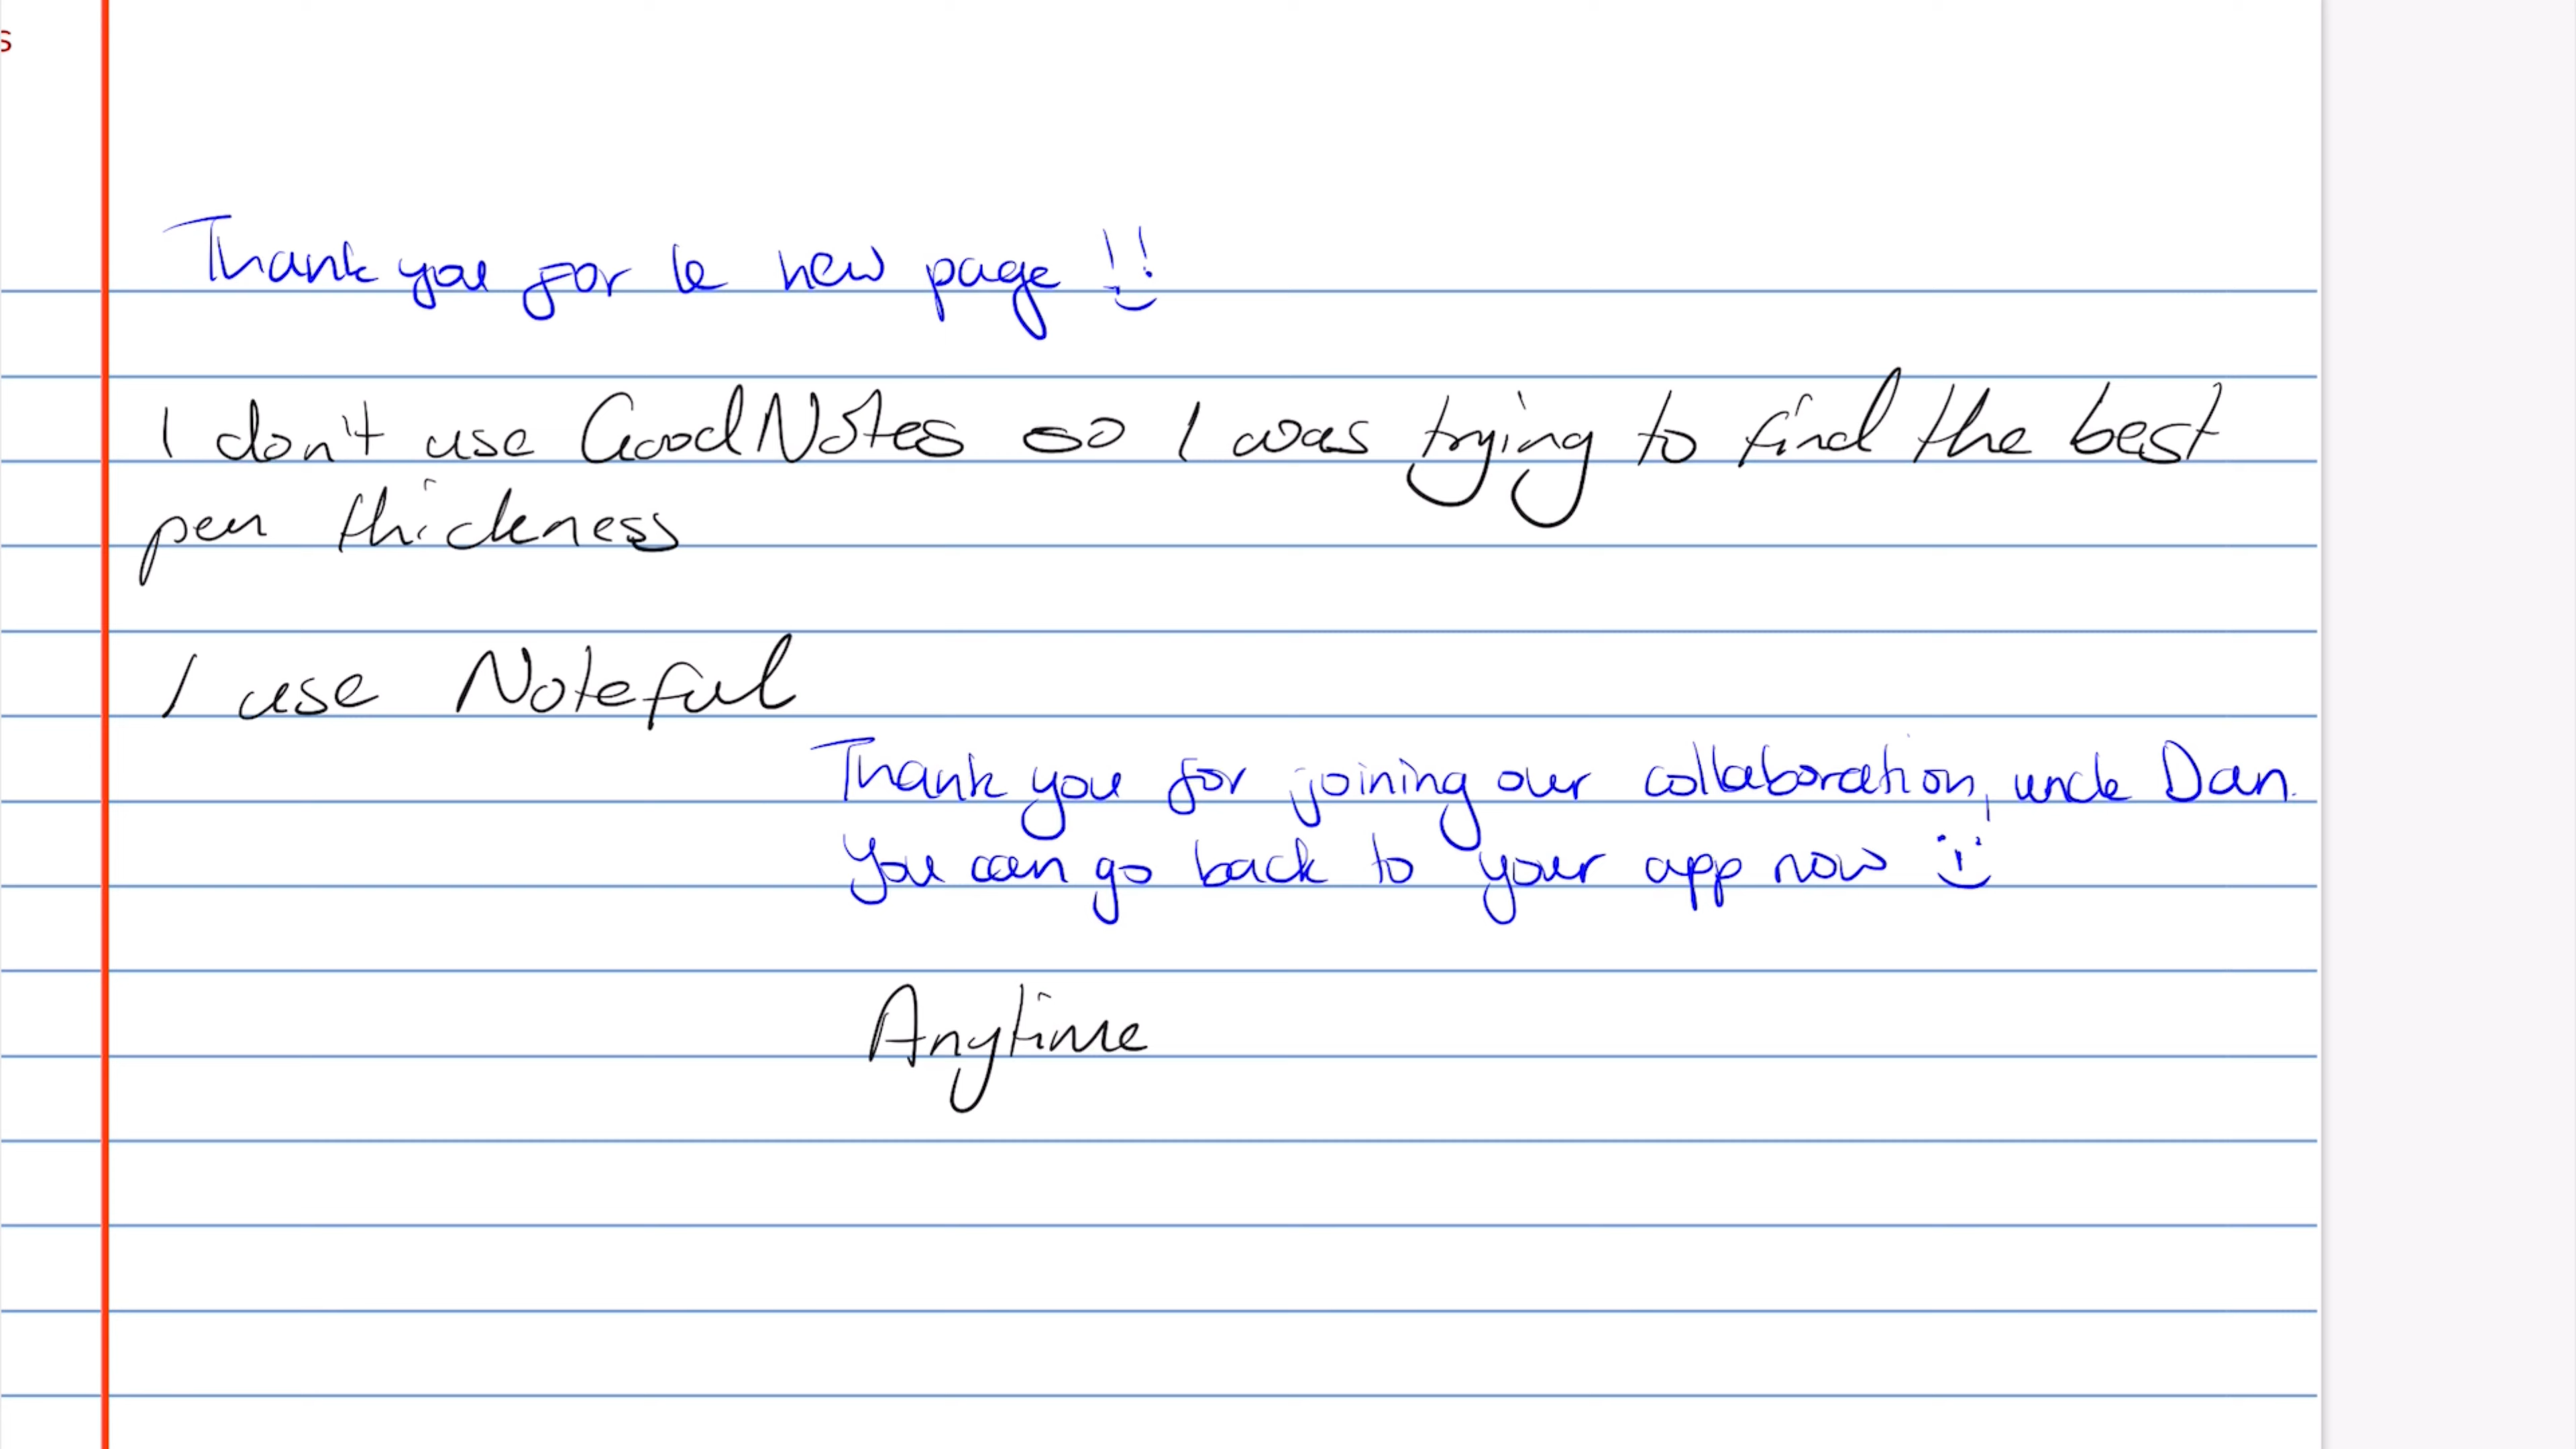 s
Thank you for le new page !!
I don't use GoodNotes so I was trying to find the best
pen thickness
I use Noteful
Thank you for joining our collaboration, uncle Dan.
You can go back to your app now
Anytime